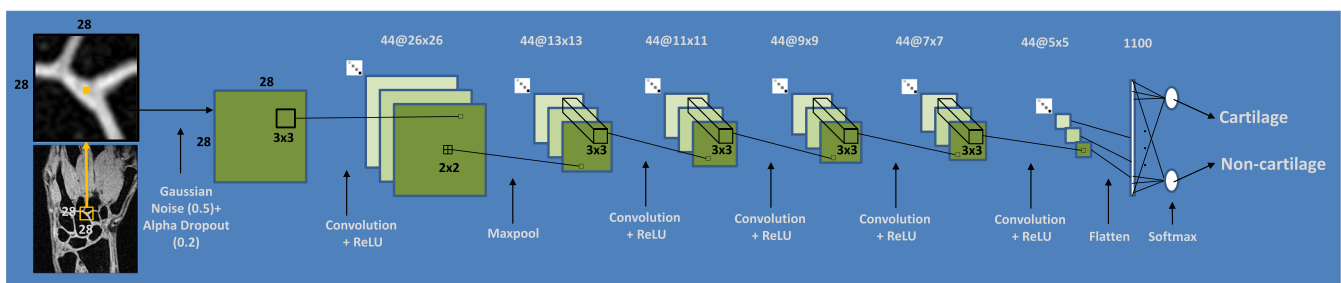 28
28
28
28
28
28
3x3
Gaussian
Noise (0.5)+
Alpha Dropout
(0.2)
44@26x26
2x2
Convolution
+ ReLU
44@13x13
3x3
Maxpool
44@11x11
3x3
Convolution
+ ReLU
44@9x9
3x3
Convolution
+ ReLU
44@7x7
3x3
Convolution
+ ReLU
44@5x5
Convolution
+ ReLU
1100
Flatten
Softmax
Cartilage
Non-cartilage